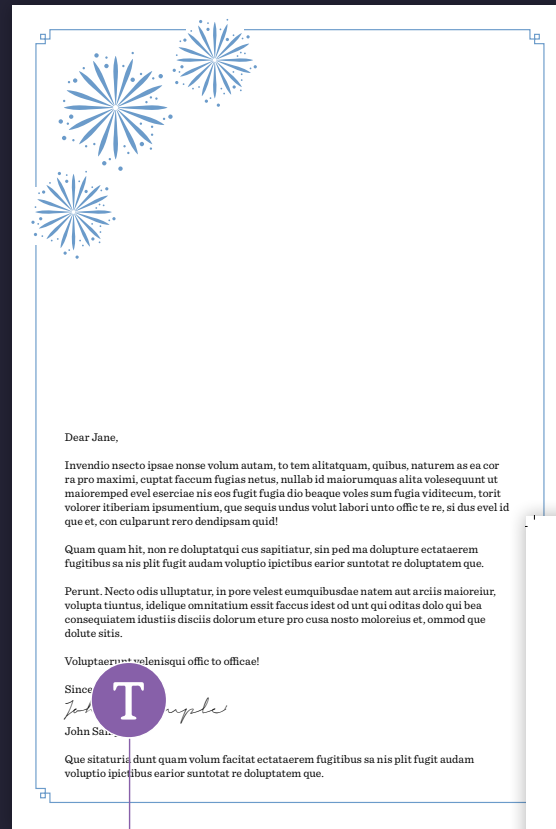 Dear Jane,
Invendio nsecto ipsae nonse volum autam, to tem alitatquam, quibus, naturem as ea cor
ra pro maximi, cuptat faccum fugias netus, nullab id maiorumquas alita volesequunt ut
maioremped evel eserciae nis eos fugit fugia dio beaque voles sum fugia viditecum, torit
volorer itiberiam ipsumentium, que sequis undus volut labori unto offic te re, si dus evel id
que et, con culparunt rero dendipsam quid!
Quam quam hit, non re doluptatqui cus sapitiatur, sin ped ma dolupture ectataerem
fugitibus sa nis plit fugit audam voluptio ipictibus earior suntotat re doluptatem que.
Perunt. Necto odis ulluptatur, in pore velest eumquibusdae natem aut arciis maioreiur,
volupta tiuntus, idelique omnitatium essit faccus idest od unt qui oditas dolo qui bea
consequiatem idustiis disciis dolorum eture pro cusa nosto moloreius et, ommod que
dolute sitis.
Voluptaerunt velenisqui offic to officae!
T
John
Que sitaturia dunt quam volum facitat ectataerem fugitibus sa nis plit fugit audam
voluptio ipictibus earior suntotat re doluptatem que.